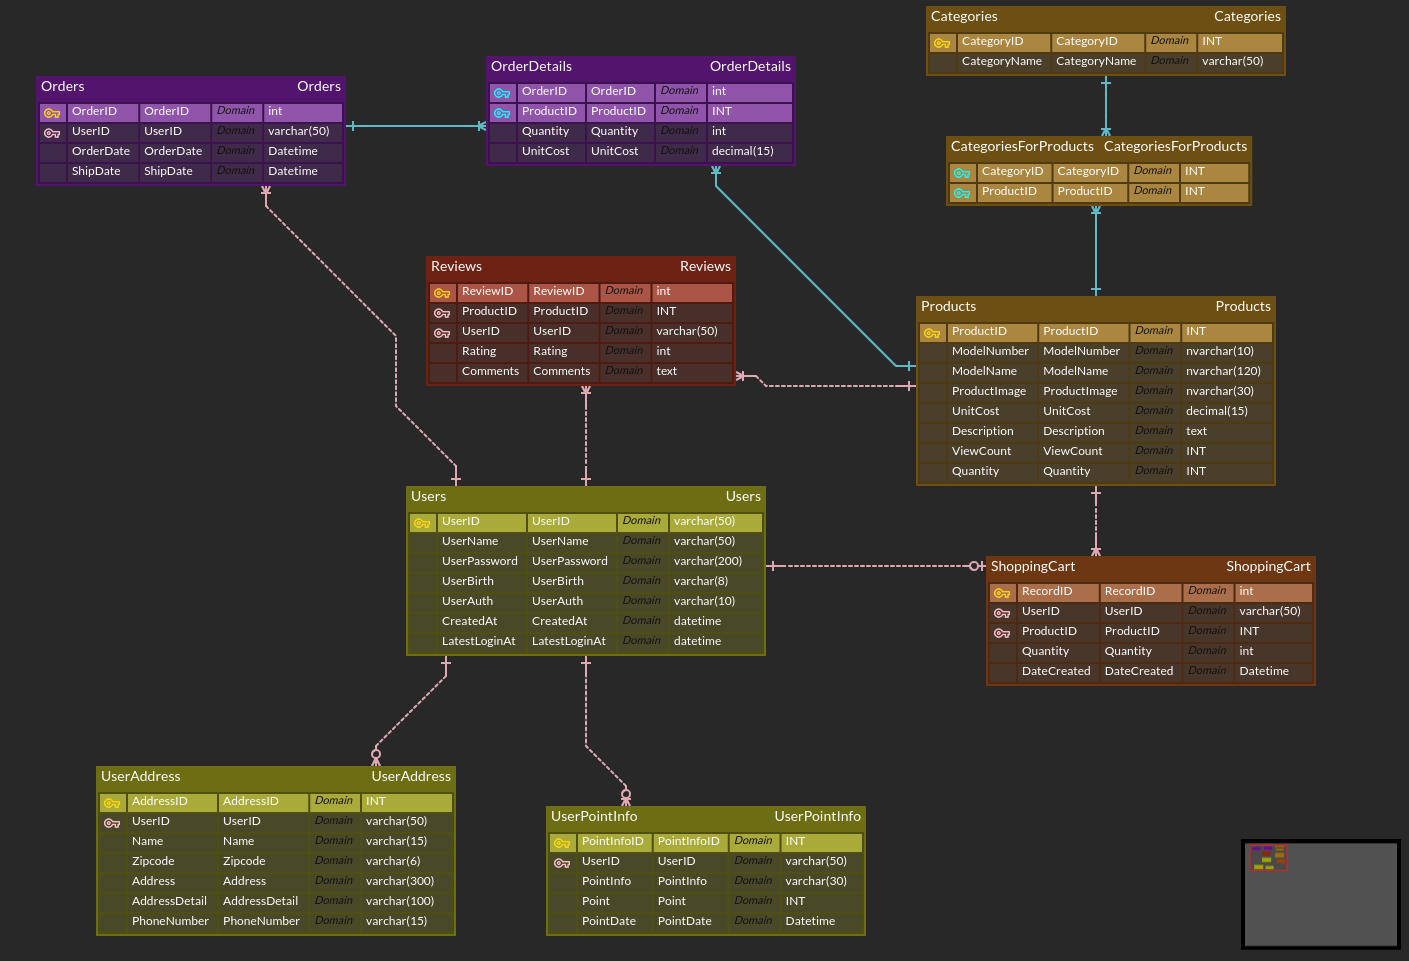 Categories Categories
CategoryID CategoryID Domain INT
CategoryName CategoryName Domain varchar(50)
OrderDetails OrderDetails
OrderID OrderID Domain int
ProductID ProductID Domain INT
Quantity Quantity Domain int
UnitCost UnitCost Domain decimal(15)
Orders Orders
OrderID OrderID Domain int
UserID UserID Domain varchar(50)
OrderDate OrderDate Domain Datetime
ShipDate ShipDate Domain Datetime
CategoriesForProducts CategoriesForProducts
CategoryID CategoryID Domain INT
ProductID ProductID Domain INT
Reviews Reviews
ReviewID ReviewID Domain int
ProductID ProductID Domain INT
UserID UserID Domain varchar(50)
Rating Rating Domain int
Comments Comments Domain text
Products Products
ProductID ProductID Domain INT
ModelNumber ModelNumber Domain nvarchar(10)
ModelName ModelName Domain nvarchar(120)
ProductImage ProductImage Domain nvarchar(30)
UnitCost UnitCost Domain decimal(15)
Description Description Domain text
ViewCount ViewCount Domain INT
Quantity Quantity Domain INT
Users Users
UserID UserID Domain varchar(50)
UserName UserName Domain varchar(50)
UserPassword UserPassword Domain varchar(200)
UserBirth UserBirth Domain varchar(8)
UserAuth UserAuth Domain varchar(10)
CreatedAt CreatedAt Domain datetime
LatestLoginAt LatestLoginAt Domain datetime
ShoppingCart ShoppingCart
RecordID RecordID Domain int
UserID UserID Domain varchar(50)
ProductID ProductID Domain INT
Quantity Quantity Domain int
DateCreated DateCreated Domain Datetime
UserAddress UserAddress
AddressID AddressID Domain INT
UserID UserID Domain varchar(50)
Name Name Domain varchar(15)
Zipcode Zipcode Domain varchar(6)
Address Address Domain varchar(300)
AddressDetail AddressDetail Domain varchar(100)
PhoneNumber PhoneNumber Domain varchar(15)
UserPointInfo UserPointInfo
PointInfoID PointInfoID Domain INT
UserID UserID Domain varchar(50)
PointInfo PointInfo Domain varchar(30)
Point Point Domain INT
PointDate PointDate Domain Datetime